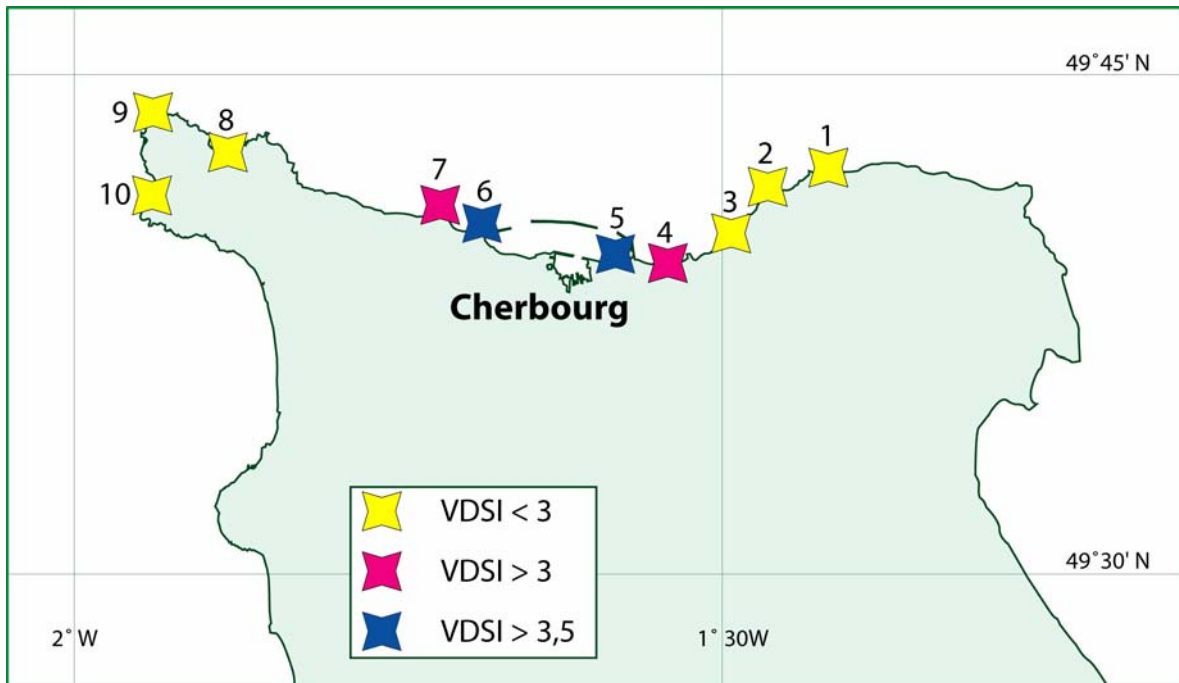 49°45' N
1
9
8
2
7
10
6
3
5
4
Cherbourg
VDSI < 3
VDSI > 3
49°30' N
VDSI > 3,5
2° W
1° 30W